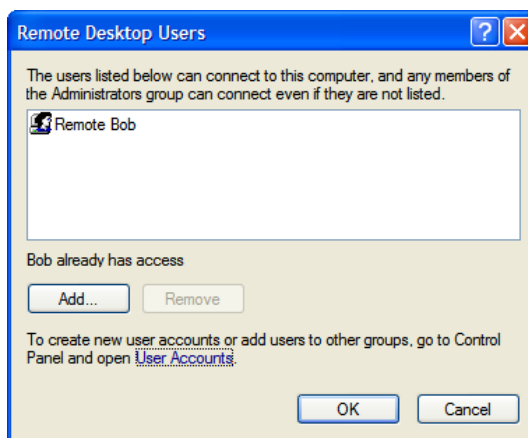 Remote Desktop Users
The users listed below can connect to this computer, and any members of
the Administrators group can connect even if they are not listed.
Remote Bob
Bob already has access
Add... Remove
To create new user accounts or add users to other groups, go to Control
Panel and open User Accounts.
OK Cancel